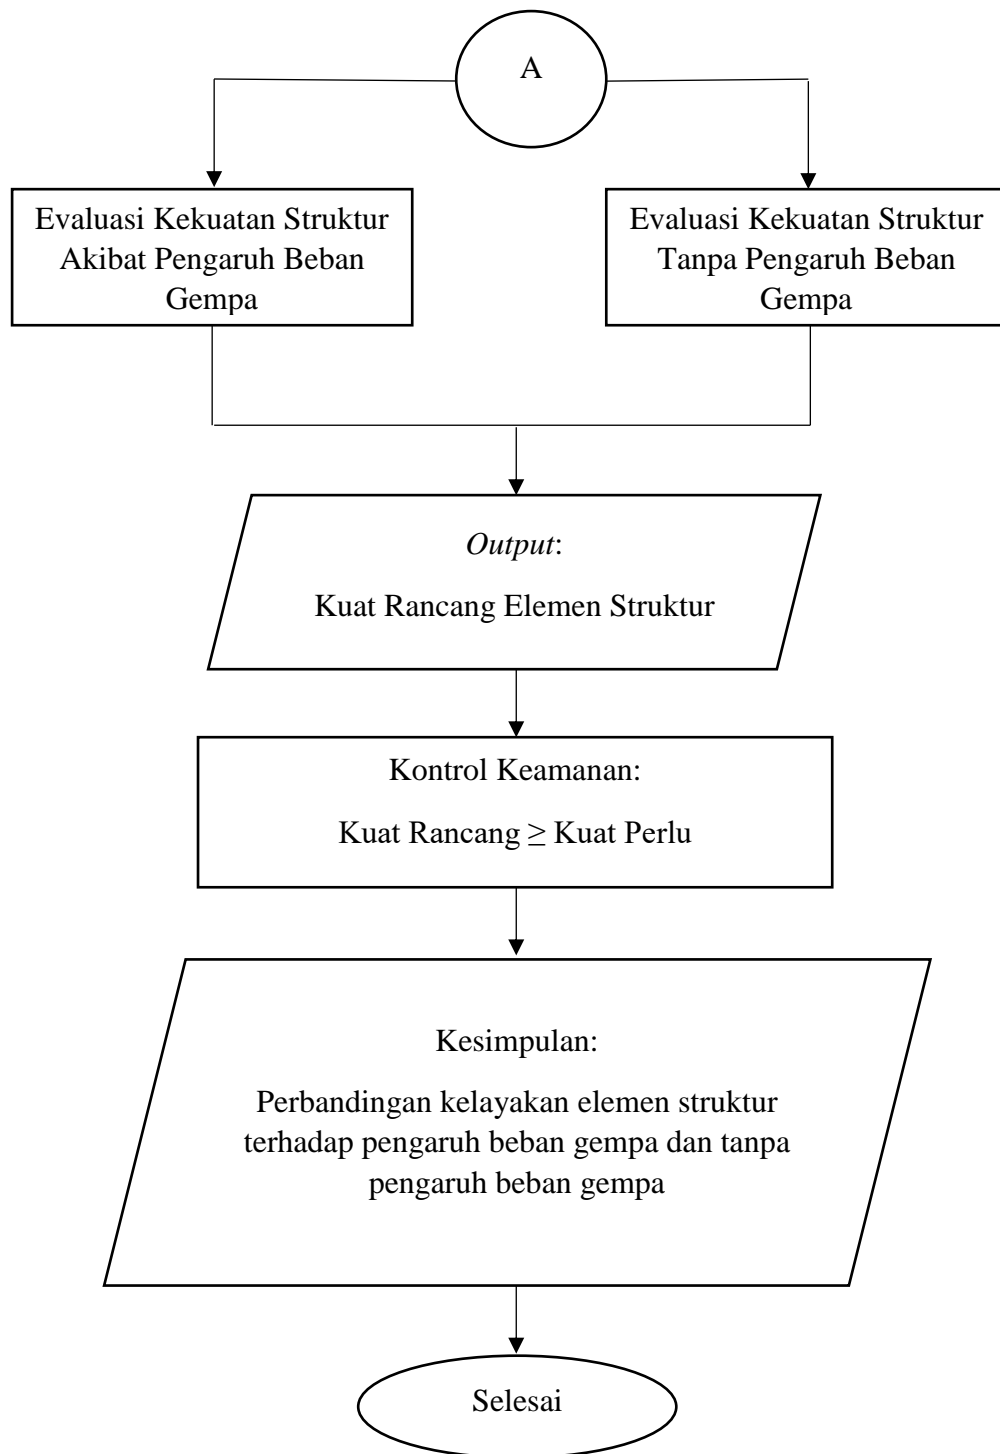 A
Evaluasi Kekuatan Struktur
Akibat Pengaruh Beban
Gempa
Evaluasi Kekuatan Struktur
Tanpa Pengaruh Beban
Gempa
Output:
Kuat Rancang Elemen Struktur
Kontrol Keamanan:
Kuat Rancang ≥ Kuat Perlu
Kesimpulan:
Perbandingan kelayakan elemen struktur
terhadap pengaruh beban gempa dan tanpa
pengaruh beban gempa
Selesai